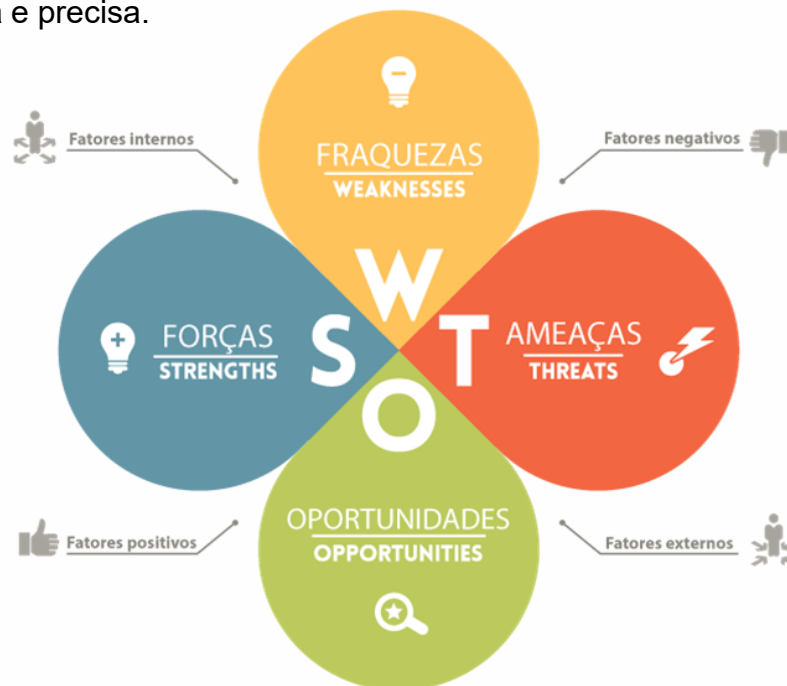 e precisa.
Fatores internos
Fatores negativos
FRAQUEZAS
WEAKNESSES
W
FORÇAS
STRENGTHS
S
T
AMEAÇAS
THREATS
O
OPORTUNIDADES
OPPORTUNITIES
Fatores positivos
Fatores externos